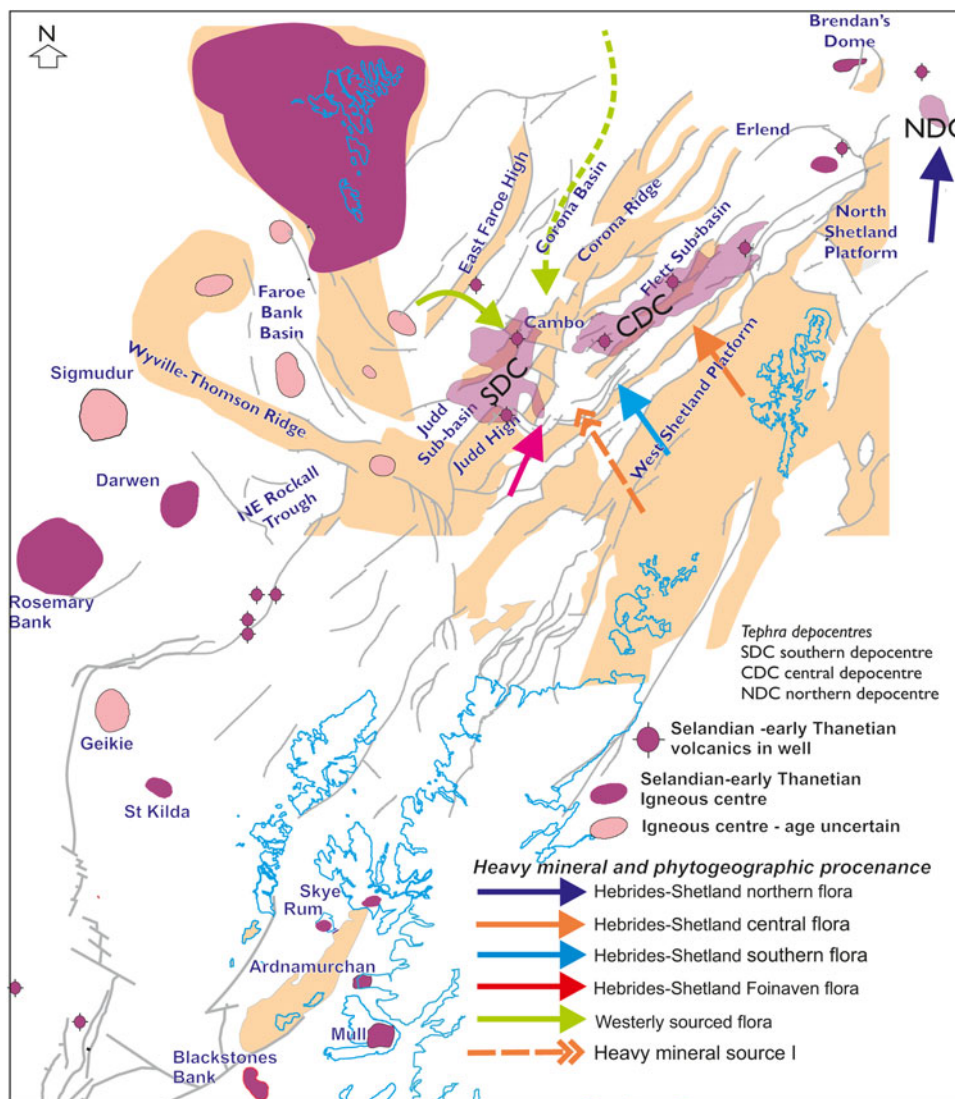 N
Brendan's
Dome
NDC
Erlend
North
Shetland
Platform
East Faroe High
Corona Basin
Corona Ridge
Flett Sub-basin
CDC
Cambo
SDC
Faroe
Bank
Basin
Wyville-Thomson Ridge
Judd
Sub-basin
Judd High
West Shetland Platform
Sigmudur
Darwen
NE Rockall
Trough
Rosemary
Bank
Geikie
St Kilda
Skye
Rum
Ardnamurchan
Mull
Blackstones
Bank
Tephra depocentres
SDC southern depocentre
CDC central depocentre
NDC northern depocentre
Selandian -early Thanetian
volcanics in well
Selandian-early Thanetian
Igneous centre
Igneous centre - age uncertain
Heavy mineral and phytogeographic procenance
Hebrides-Shetland northern flora
Hebrides-Shetland central flora
Hebrides-Shetland southern flora
Hebrides-Shetland Foinaven flora
Westerly sourced flora
Heavy mineral source I